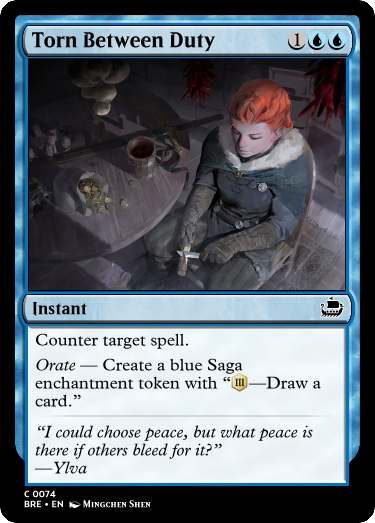 Torn Between Duty 1
Instant
Counter target spell.
Orate — Create a blue Saga
enchantment token with “III—Draw a
card.”
“I could choose peace, but what peace is
there if others bleed for it?”
—Ylva
C 0074
BRE • EN Mingchen Shen